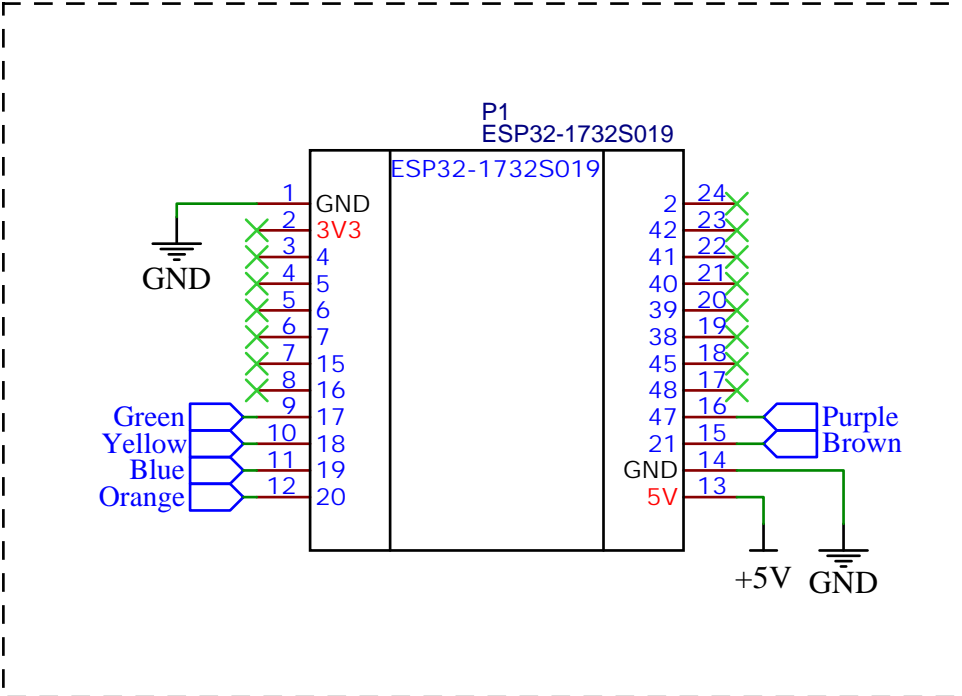 P1
ESP32-1732S019
ESP32-1732S019
1 GND 2 24
2 3V3 42 23
3 4 41 22
4 5 40 21
5 6 39 20
6 7 38 19
7 15 45 18
8 16 48 17
Green 9 17 47 16 Purple
Yellow 10 18 21 15 Brown
Blue 11 19 GND 14
Orange 12 20 5V 13
GND
+5V GND